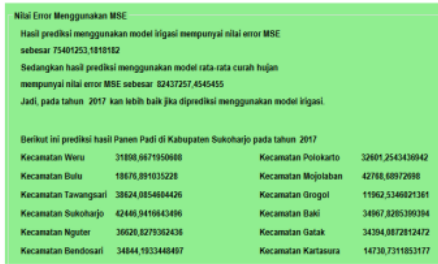 Nilai Error Menggunakan MSE
Hasil prediksi menggunakan model irigasi mempunyai nilai error MSE
sebesar 75401253,1818182
Sedangkan hasil prediksi menggunakan model rata-rata curah hujan
mempunyai nilai error MSE sebesar 82437257,4545455
Jadi, pada tahun 2017 kan lebih baik jika diprediksi menggunakan model irigasi.
Berikut ini prediksi hasil Panen Padi di Kabupaten Sukoharjo pada tahun 2017
Kecamatan Weru 31898,6671950608 Kecamatan Polokarto 32601,2543436942
Kecamatan Bulu 18676,891035228 Kecamatan Mojolaban 42768,68972698
Kecamatan Tawangsari 38624,0854604426 Kecamatan Grogol 11962,5346021361
Kecamatan Sukoharjo 42446,9416643496 Kecamatan Baki 34967,8285399394
Kecamatan Nguter 36620,8279362436 Kecamatan Gatak 34394,0872812472
Kecamatan Bendosari 34844,1933448497 Kecamatan Kartasura 14730,7311853177